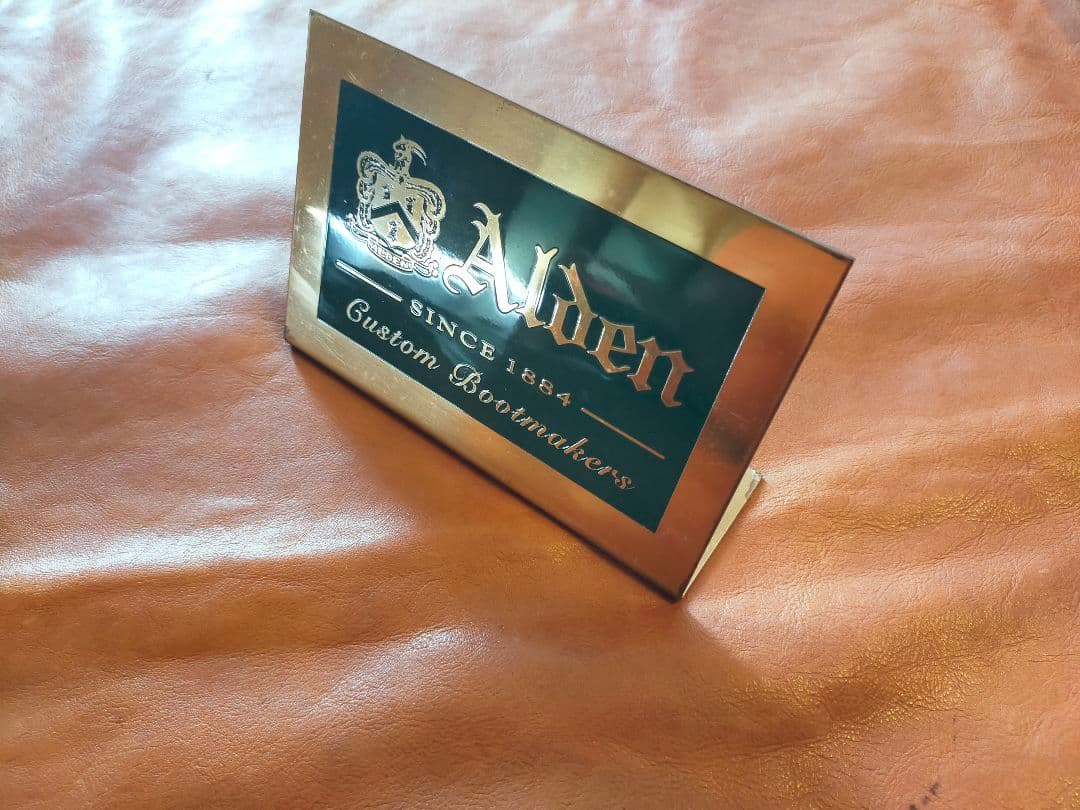 Alden
SINCE 1884
Custom Bootmakers